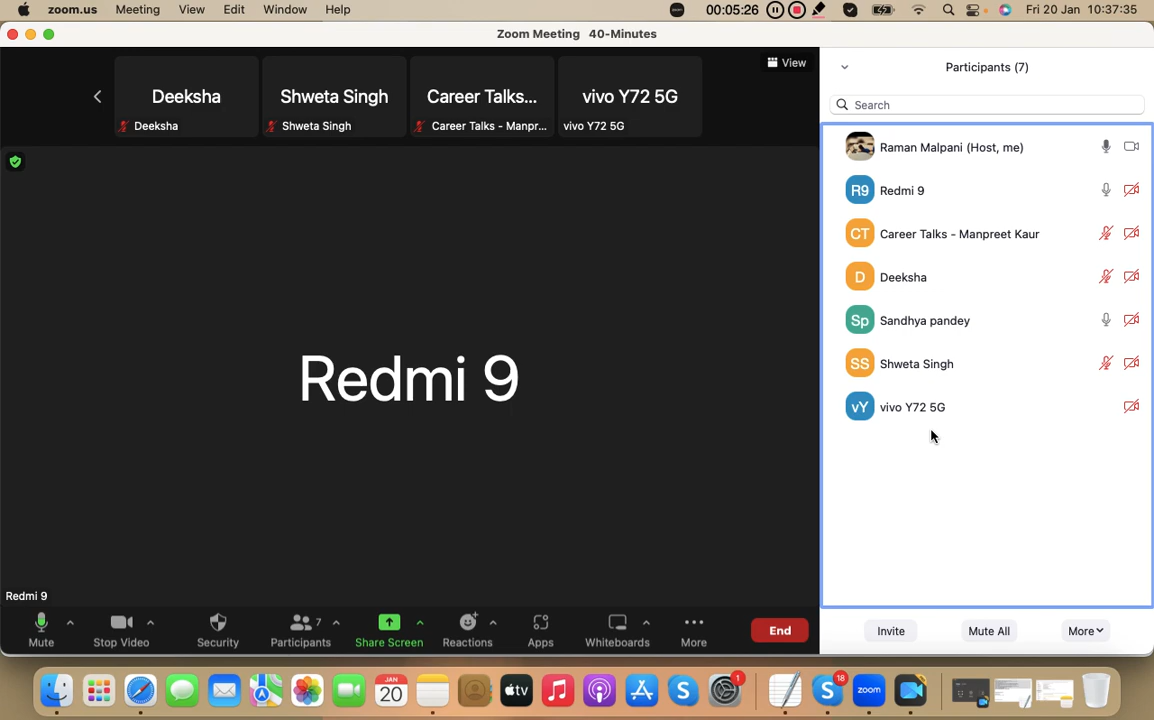 zoom.us Meeting View Edit Window Help 00:05:26 Fri 20 Jan 10:37:35
Zoom Meeting 40-Minutes
View
Deeksha
Deeksha
Shweta Singh
Shweta Singh
Career Talks...
Career Talks - Manpr...
vivo Y72 5G
vivo Y72 5G
Redmi 9
Redmi 9
Mute
Stop Video
Security
7
Participants
Share Screen
Reactions
Apps
Whiteboards
More
End
Participants (7)
Search
Raman Malpani (Host, me)
R9 Redmi 9
CT Career Talks - Manpreet Kaur
D Deeksha
Sp Sandhya pandey
SS Shweta Singh
vY vivo Y72 5G
Invite Mute All More
JAN
20
tv
1
18
zoom